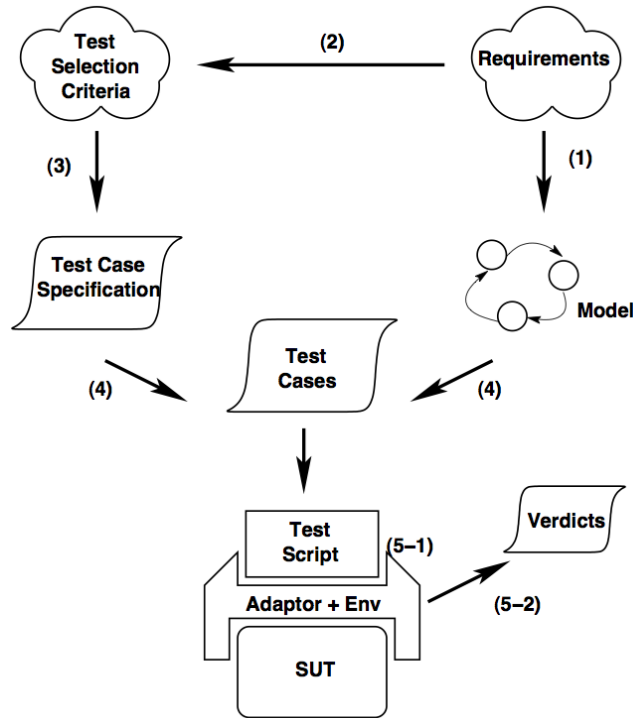 Test
Selection
Criteria
(2)
Requirements
(3)
(1)
Test Case
Specification
Model
(4)
Test
Cases
(4)
Test
Script
(5–1)
Verdicts
Adaptor + Env
(5–2)
SUT